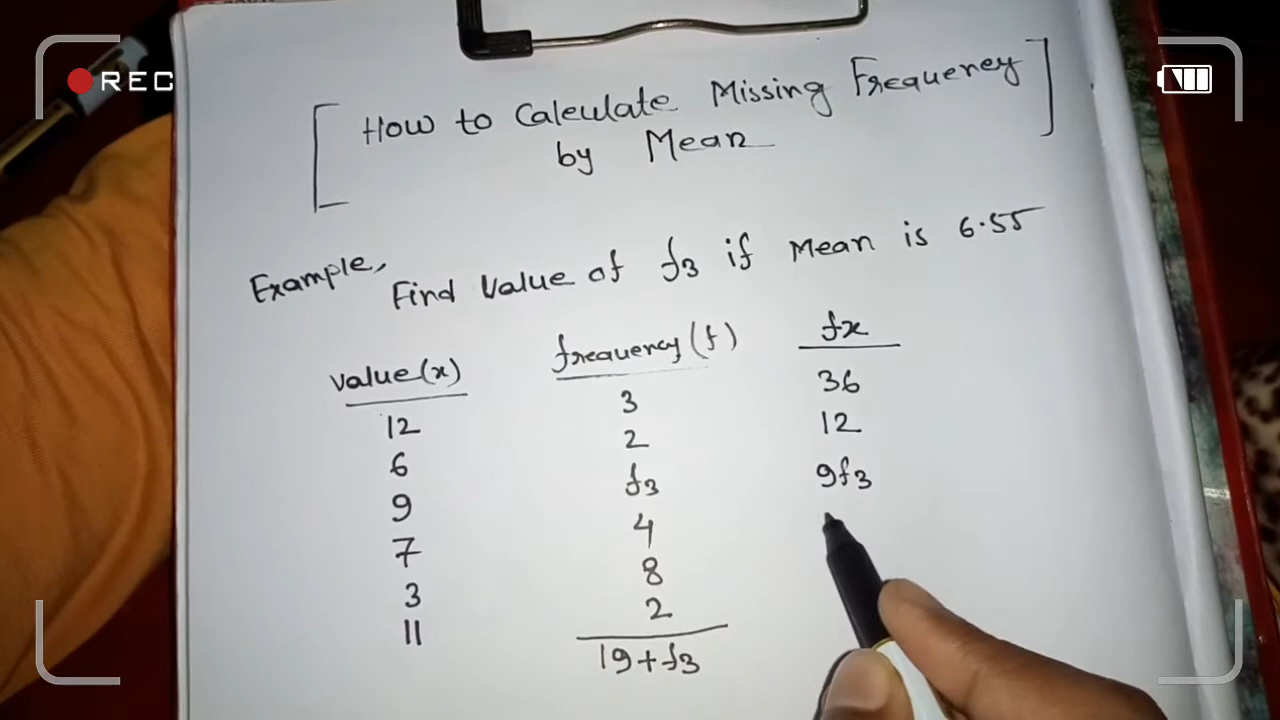 REC
How to Calculate Missing Frequency
by Mean
Example, Find Value of f3 if Mean is 6.55
Value(x) frequency(f) fx
12 3 36
6 2 12
9 f3 9f3
7 4
3 8
11 2
19+f3